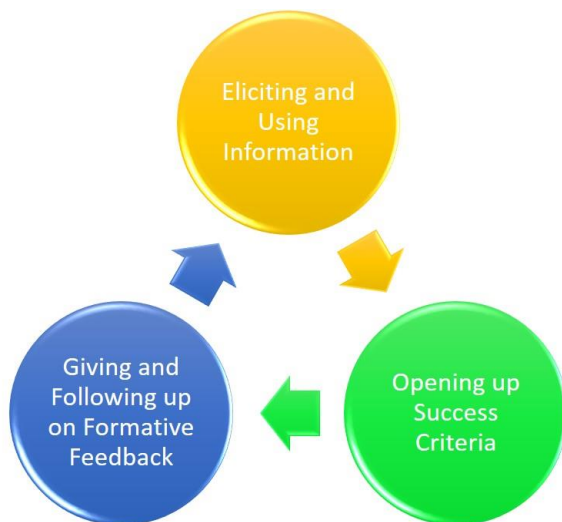 Eliciting and
Using
Information
Opening up
Success
Criteria
Giving and
Following up
on Formative
Feedback